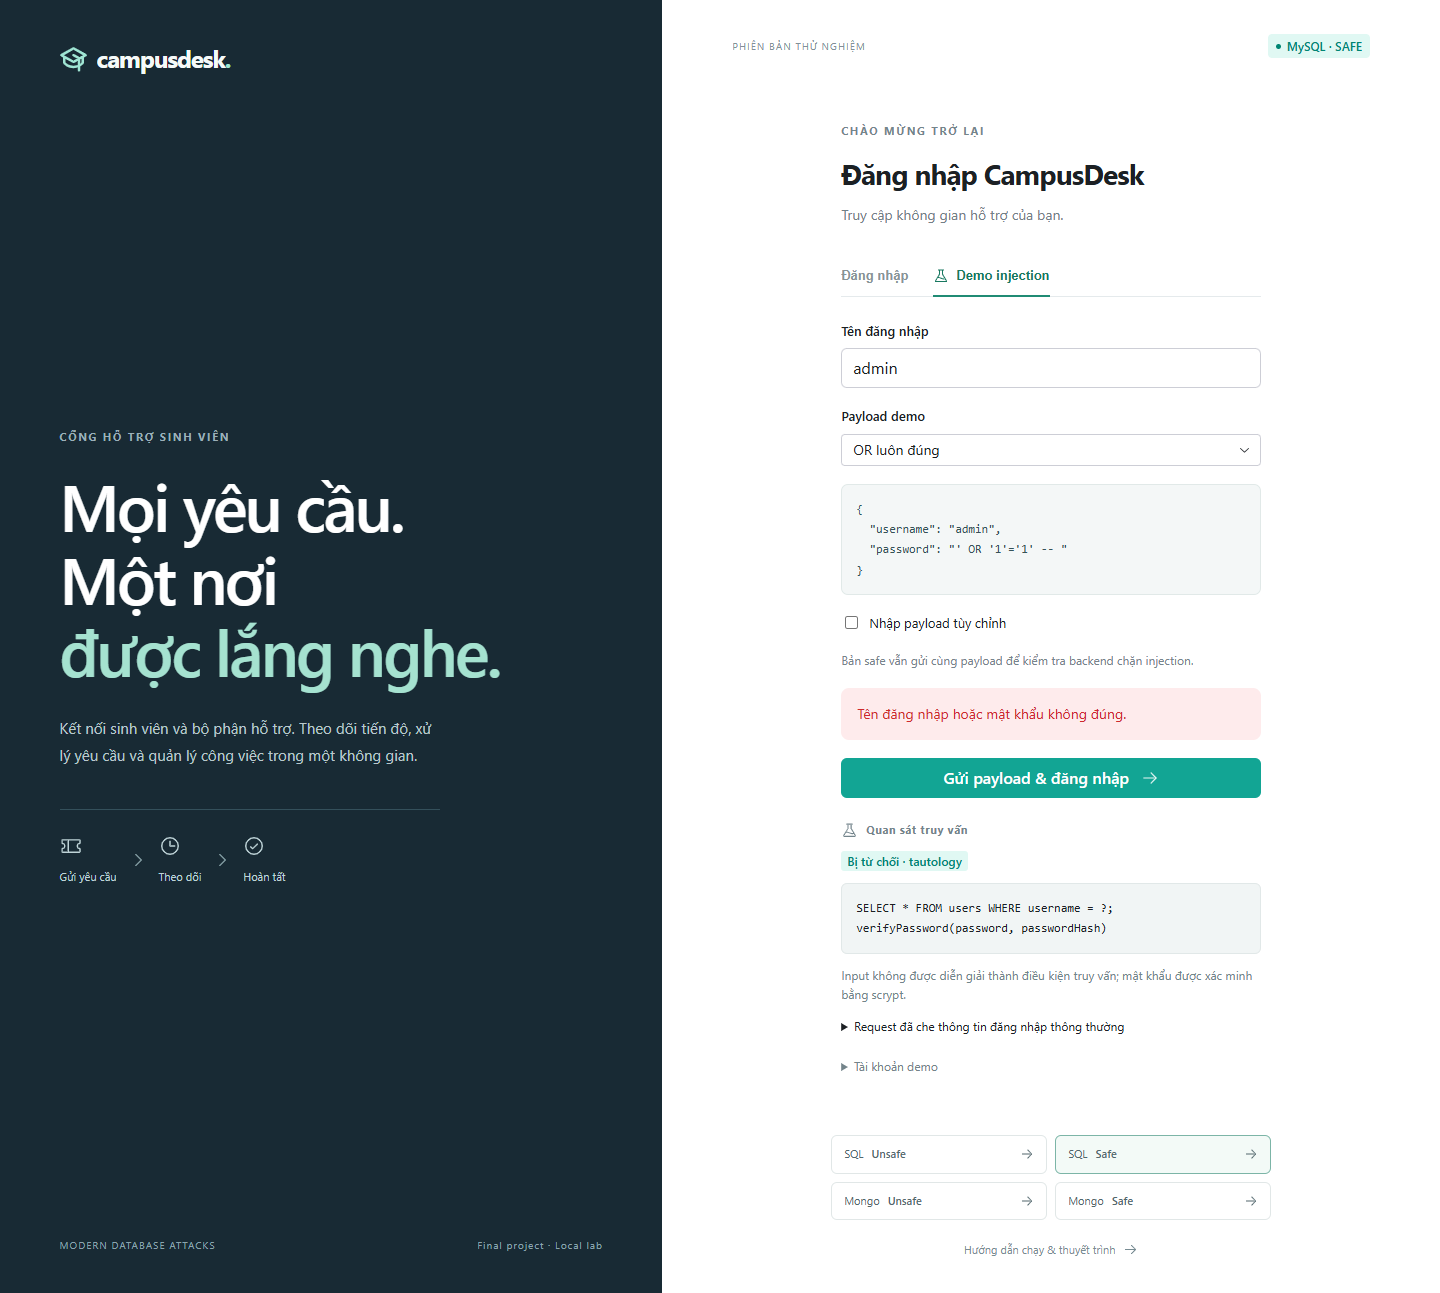 campusdesk.
CỔNG HỖ TRỢ SINH VIÊN
Mọi yêu cầu.
Một nơi
được lắng nghe.
Kết nối sinh viên và bộ phận hỗ trợ. Theo dõi tiến độ, xử
lý yêu cầu và quản lý công việc trong một không gian.
Gửi yêu cầu
Theo dõi
Hoàn tất
MODERN DATABASE ATTACKS
Final project · Local lab
PHIÊN BẢN THỬ NGHIỆM
MySQL · SAFE
CHÀO MỪNG TRỞ LẠI
Đăng nhập CampusDesk
Truy cập không gian hỗ trợ của bạn.
Đăng nhập
Demo injection
Tên đăng nhập
admin
Payload demo
OR luôn đúng
{
"username": "admin",
"password": "' OR '1'='1' -- "
}
Nhập payload tùy chỉnh
Bản safe vẫn gửi cùng payload để kiểm tra backend chặn injection.
Tên đăng nhập hoặc mật khẩu không đúng.
Gửi payload & đăng nhập
Quan sát truy vấn
Bị từ chối · tautology
SELECT * FROM users WHERE username = ?;
verifyPassword(password, passwordHash)
Input không được diễn giải thành điều kiện truy vấn; mật khẩu được xác minh
bằng scrypt.
Request đã che thông tin đăng nhập thông thường
Tài khoản demo
SQL Unsafe
SQL Safe
Mongo Unsafe
Mongo Safe
Hướng dẫn chạy & thuyết trình